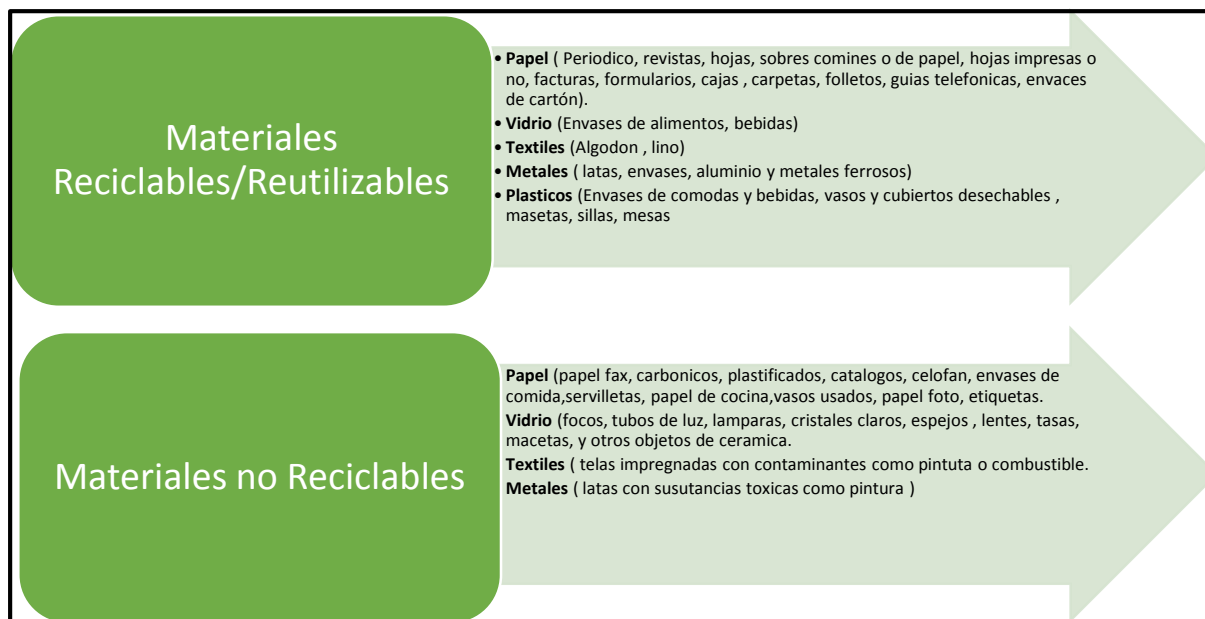 Materiales
Reciclables/Reutilizables
• Papel ( Periodico, revistas, hojas, sobres comines o de papel, hojas impresas o
no, facturas, formularios, cajas , carpetas, folletos, guias telefonicas, envaces
de cartón).
• Vidrio (Envases de alimentos, bebidas)
• Textiles (Algodon , lino)
• Metales ( latas, envases, aluminio y metales ferrosos)
• Plasticos (Envases de comodas y bebidas, vasos y cubiertos desechables ,
masetas, sillas, mesas
Materiales no Reciclables
Papel (papel fax, carbonicos, plastificados, catalogos, celofan, envases de
comida,servilletas, papel de cocina,vasos usados, papel foto, etiquetas.
Vidrio (focos, tubos de luz, lamparas, cristales claros, espejos , lentes, tasas,
macetas, y otros objetos de ceramica.
Textiles ( telas impregnadas con contaminantes como pintuta o combustible.
Metales ( latas con susutancias toxicas como pintura )